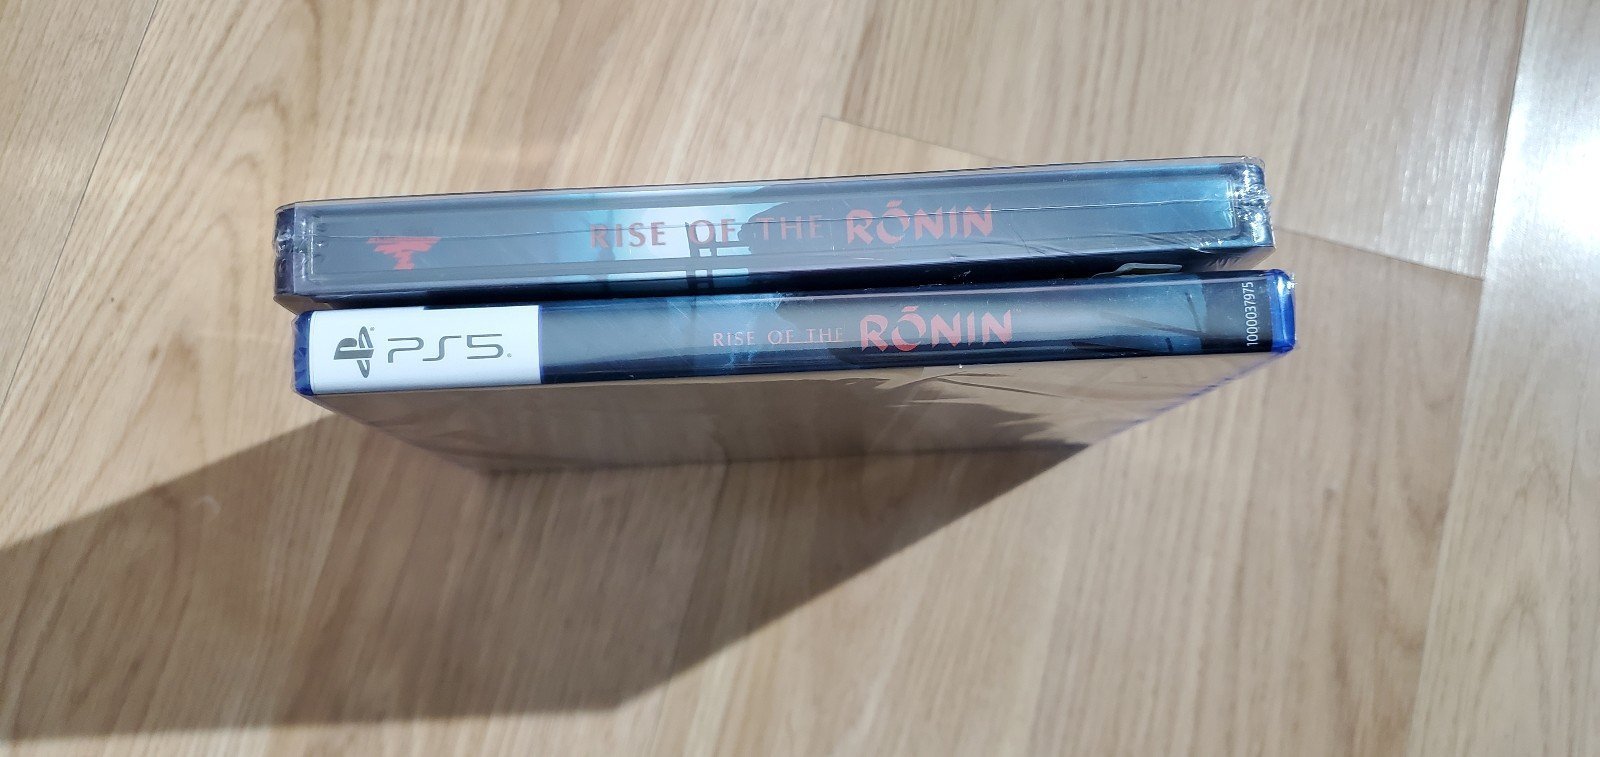 RISE OF THE RŌNIN
PS5
RISE OF THE RŌNIN
1000037975